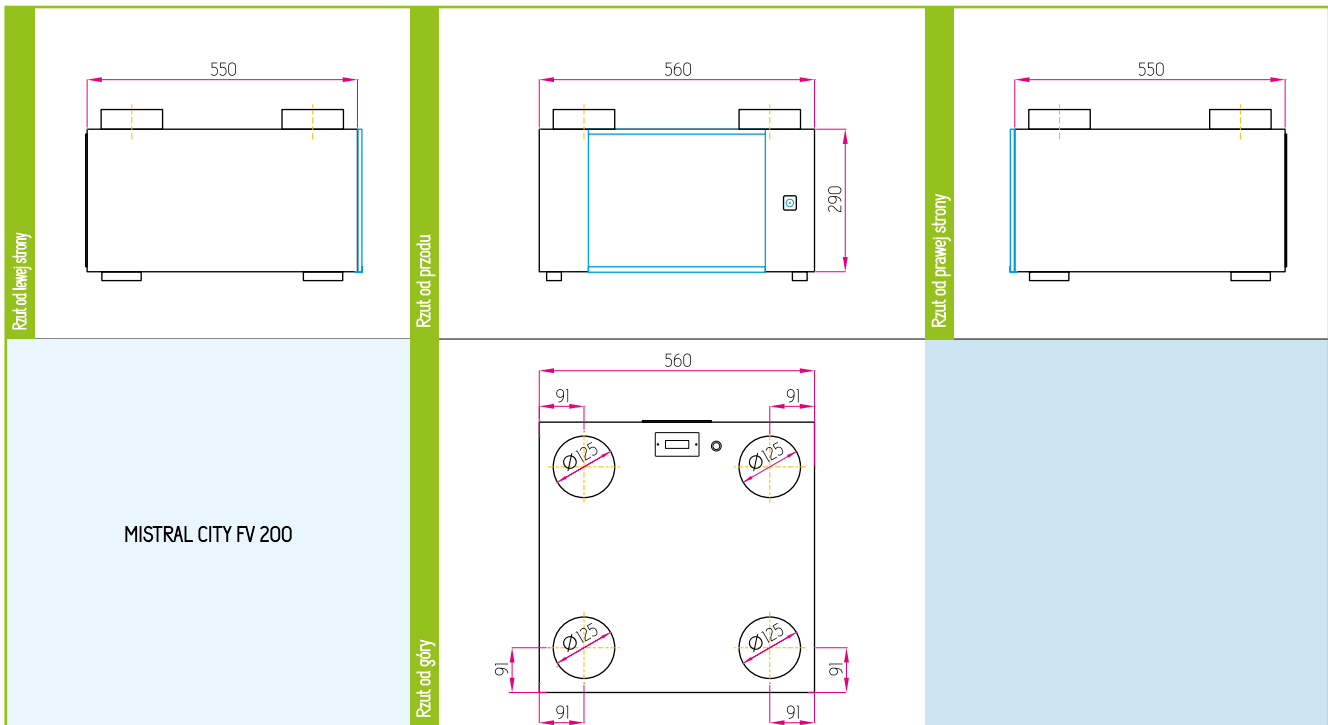 Rzut od lewej strony
550
Rzut od przodu
560
290
Rzut od prawej strony
550
MISTRAL CITY FV 200
Rzut od góry
560
91
91
Ø125
Ø125
Ø125
Ø125
91
91
91
91